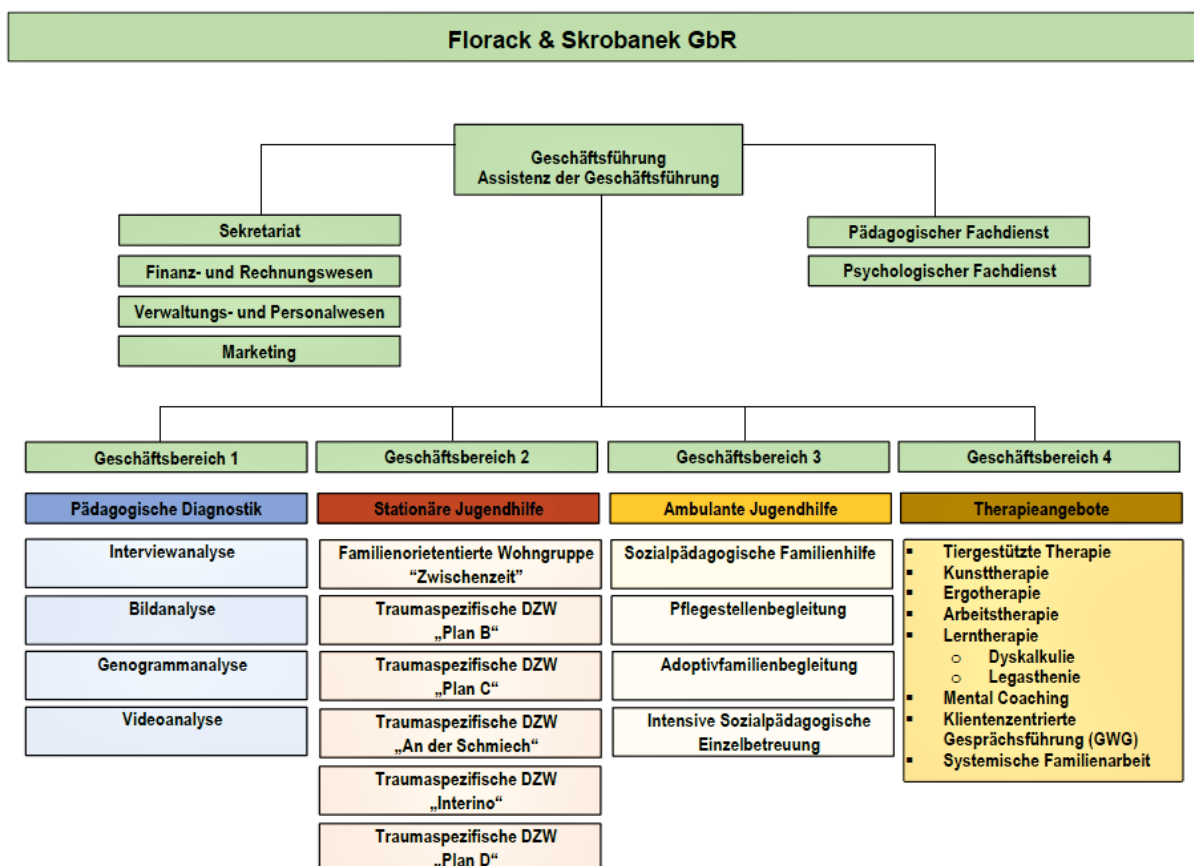 Florack & Skrobanek GbR
Geschäftsführung
Assistenz der Geschäftsführung
Sekretariat
Finanz- und Rechnungswesen
Verwaltungs- und Personalwesen
Marketing
Pädagogischer Fachdienst
Psychologischer Fachdienst
Geschäftsbereich 1
Pädagogische Diagnostik
Interviewanalyse
Bildanalyse
Genogrammanalyse
Videoanalyse
Geschäftsbereich 2
Stationäre Jugendhilfe
Familienorietentierte Wohngruppe
“Zwischenzeit”
Traumaspezifische DZW
„Plan B“
Traumaspezifische DZW
„Plan C“
Traumaspezifische DZW
„An der Schmiech“
Traumaspezifische DZW
„Interino“
Traumaspezifische DZW
„Plan D“
Geschäftsbereich 3
Ambulante Jugendhilfe
Sozialpädagogische Familienhilfe
Pflegestellenbegleitung
Adoptivfamilienbegleitung
Intensive Sozialpädagogische
Einzelbetreuung
Geschäftsbereich 4
Therapieangebote
▪ Tiergestützte Therapie
▪ Kunsttherapie
▪ Ergotherapie
▪ Arbeitstherapie
▪ Lerntherapie
o Dyskalkulie
o Legasthenie
▪ Mental Coaching
▪ Klientenzentrierte
Gesprächsführung (GWG)
▪ Systemische Familienarbeit